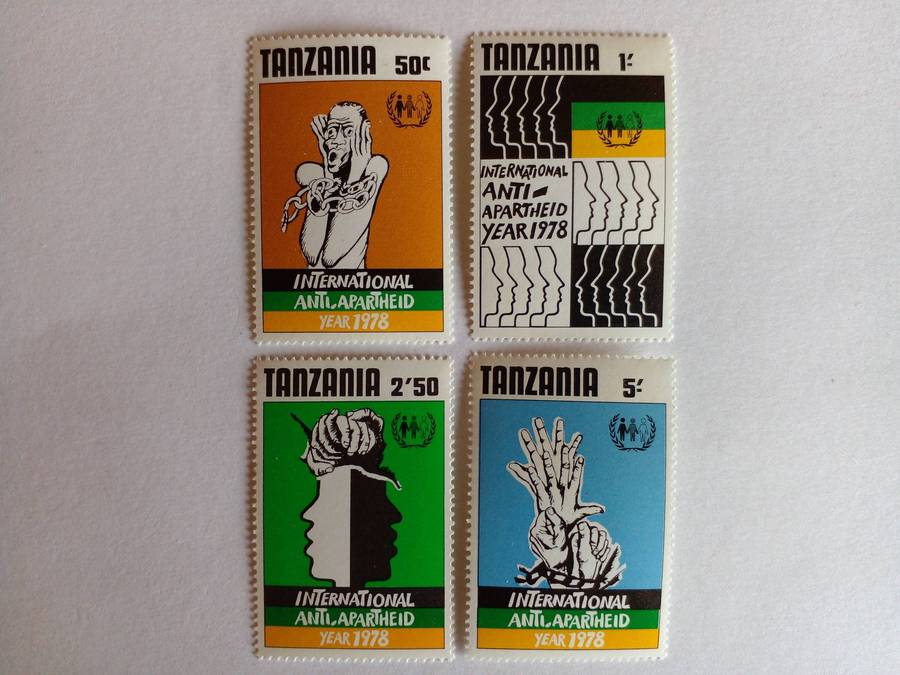 TANZANIA 50c
INTERNATIONAL
ANTI-APARTHEID
YEAR 1978
TANZANIA 1/-
INTERNATIONAL
ANTI-
APARTHEID
YEAR 1978
TANZANIA 2'50
INTERNATIONAL
ANTI-APARTHEID
YEAR 1978
TANZANIA 5/-
INTERNATIONAL
ANTI-APARTHEID
YEAR 1978